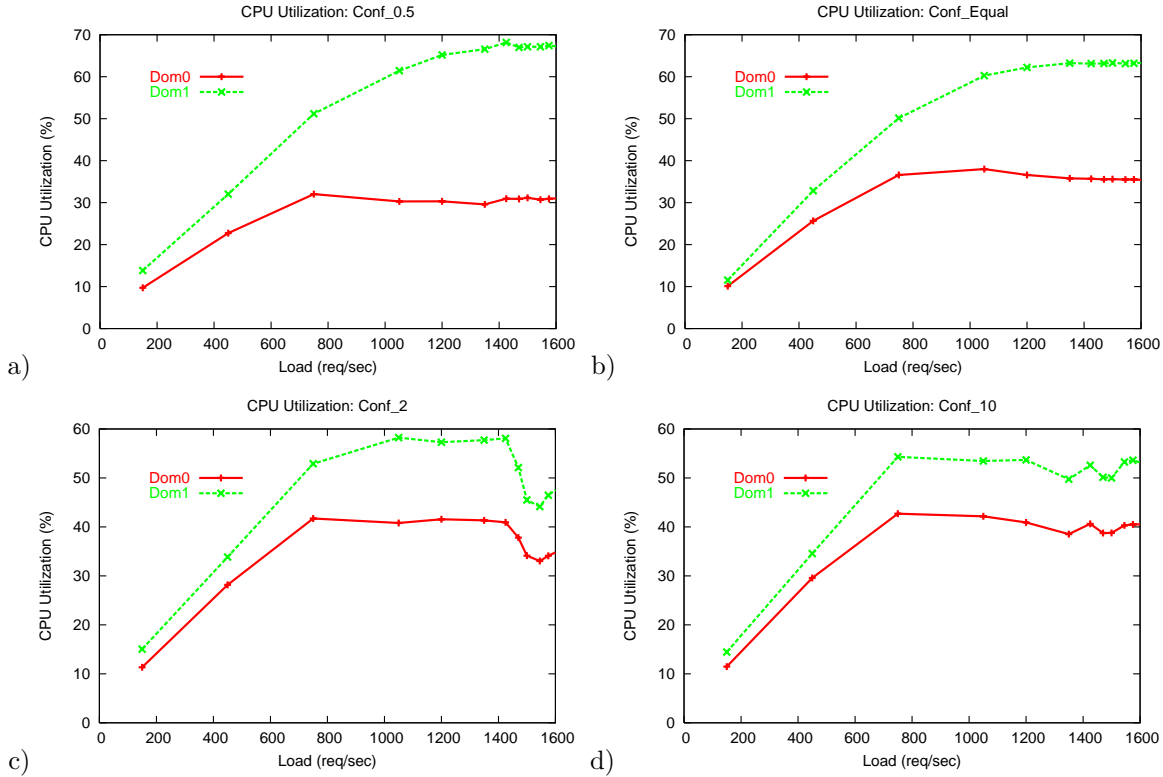 CPU Utilization: Conf_0.5
70
60
50
40
30
20
10
0
CPU Utilization (%)
Dom0
Dom1
0 200 400 600 800 1000 1200 1400 1600
Load (req/sec)
a)
CPU Utilization: Conf_Equal
70
60
50
40
30
20
10
0
CPU Utilization (%)
Dom0
Dom1
0 200 400 600 800 1000 1200 1400 1600
Load (req/sec)
b)
CPU Utilization: Conf_2
60
50
40
30
20
10
0
CPU Utilization (%)
Dom0
Dom1
0 200 400 600 800 1000 1200 1400 1600
Load (req/sec)
c)
CPU Utilization: Conf_10
60
50
40
30
20
10
0
CPU Utilization (%)
Dom0
Dom1
0 200 400 600 800 1000 1200 1400 1600
Load (req/sec)
d)